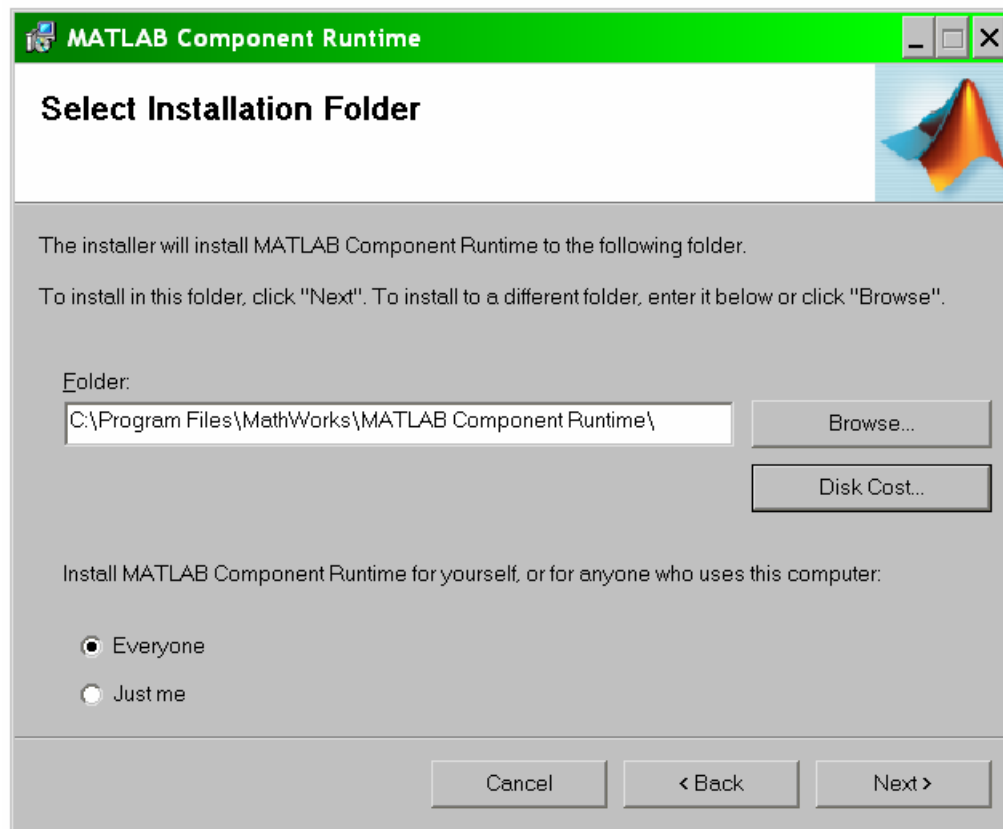 MATLAB Component Runtime
Select Installation Folder
The installer will install MATLAB Component Runtime to the following folder.
To install in this folder, click "Next". To install to a different folder, enter it below or click "Browse".
Folder:
C:\Program Files\MathWorks\MATLAB Component Runtime\
Browse...
Disk Cost...
Install MATLAB Component Runtime for yourself, or for anyone who uses this computer:
Everyone
Just me
Cancel
< Back
Next >